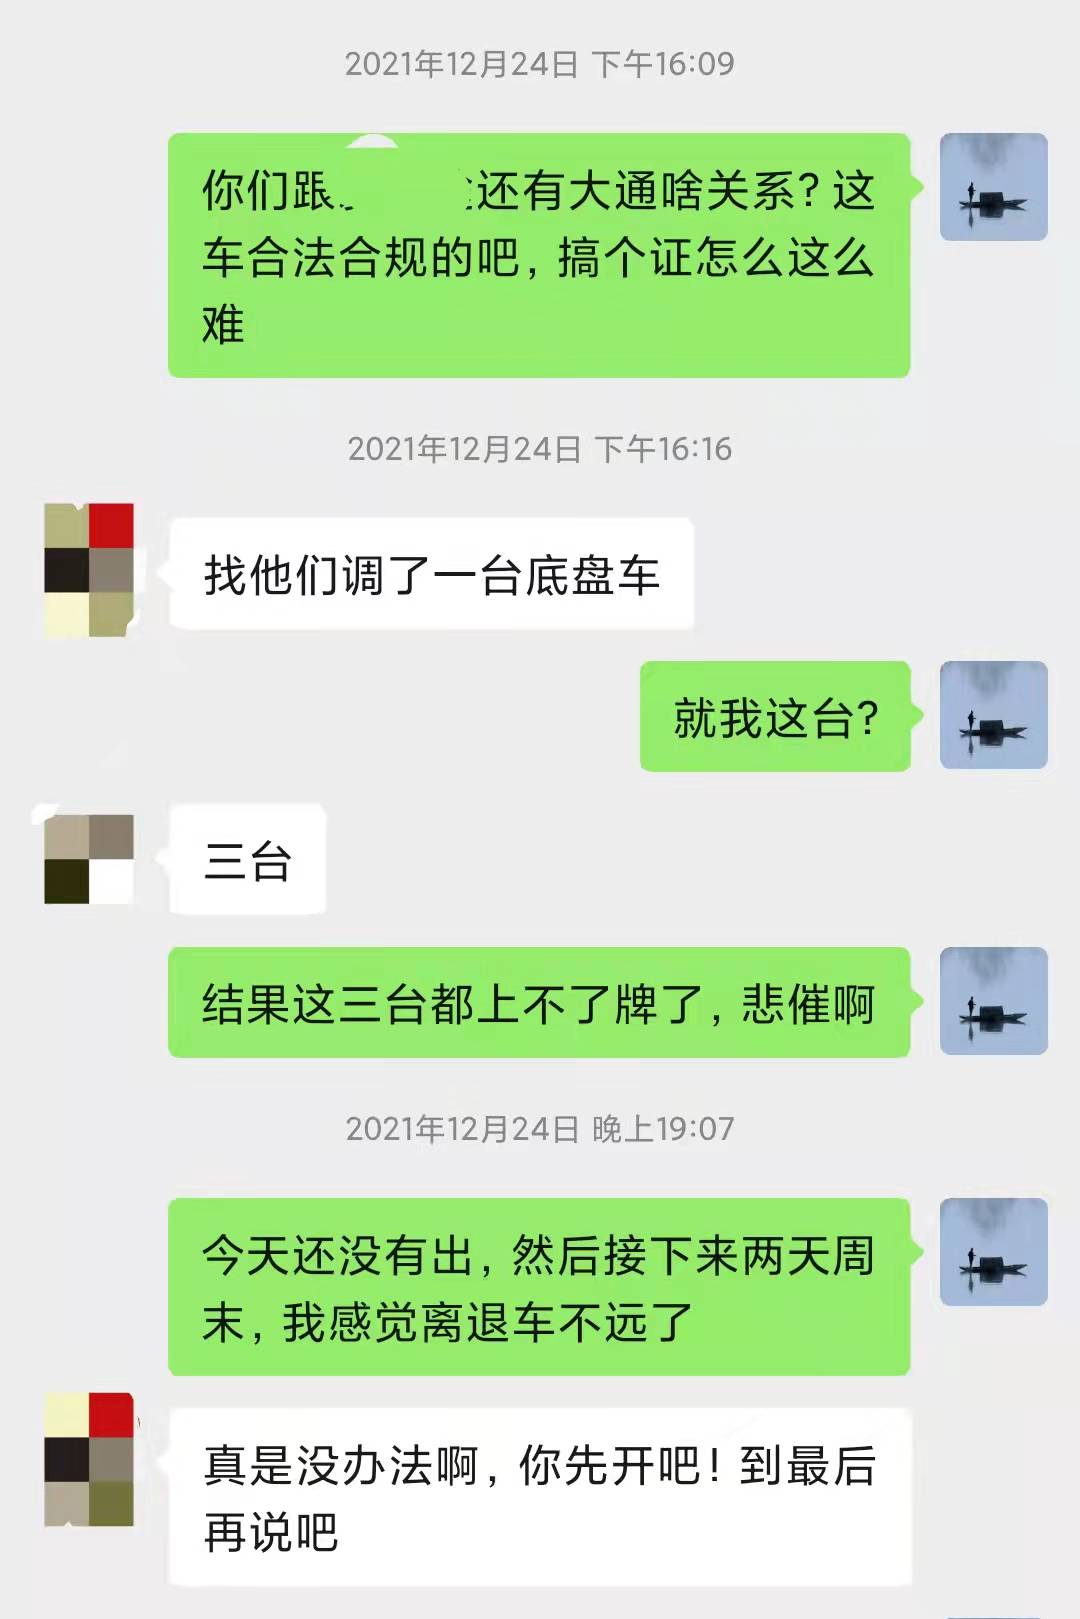 2021年12月24日 下午16:09
你们跟 还有大通啥关系？这
车合法合规的吧，搞个证怎么这么
难
2021年12月24日 下午16:16
找他们调了一台底盘车
就我这台？
三台
结果这三台都上不了牌了，悲催啊
2021年12月24日 晚上19:07
今天还没有出，然后接下来两天周
末，我感觉离退车不远了
真是没办法啊，你先开吧！到最后
再说吧